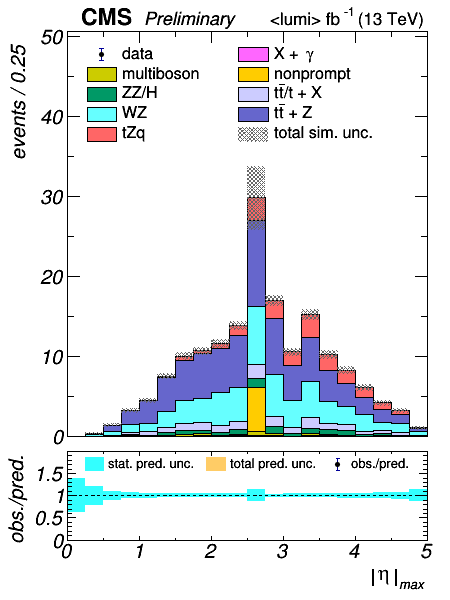 CMS Preliminary <lumi> fb⁻¹ (13 TeV)
events / 0.25
50
40
30
20
10
0
data
multiboson
ZZ/H
WZ
tZq
X + γ
nonprompt
tt̄/t + X
tt̄ + Z
total sim. unc.
obs./pred.
1.5
1
0.5
0
stat. pred. unc. total pred. unc. obs./pred.
0 1 2 3 4 5
|η|max